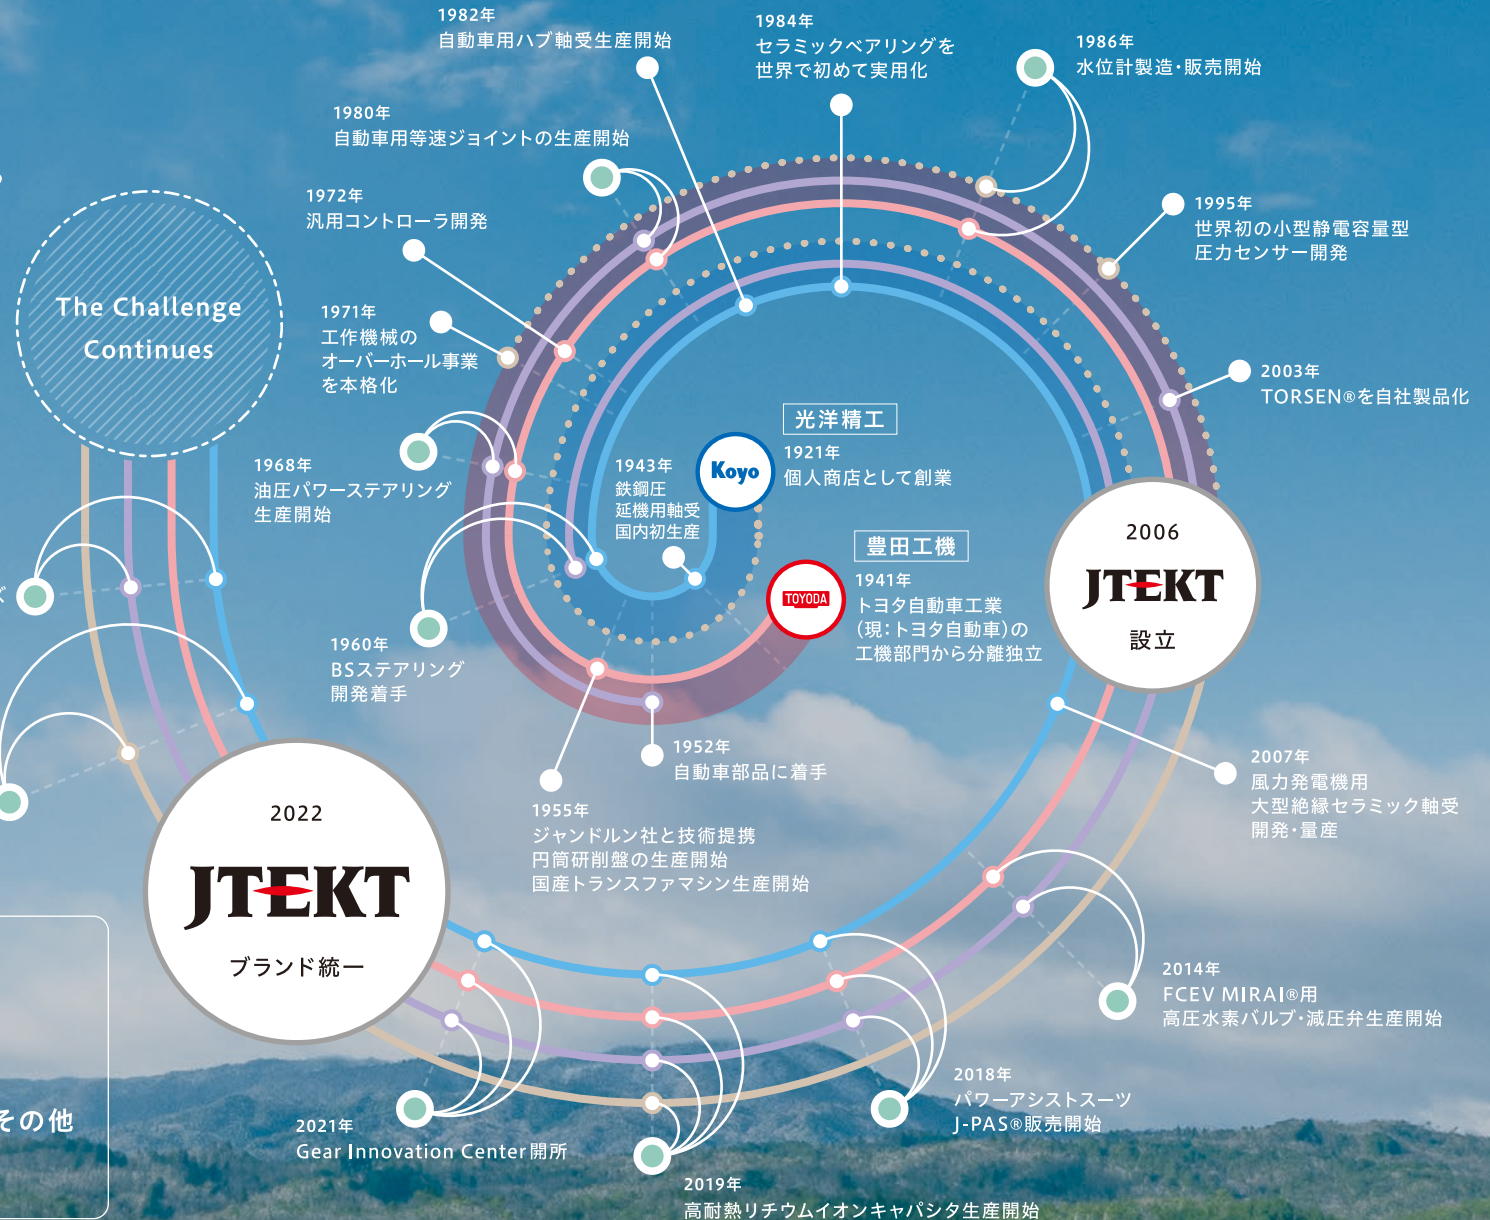 The Challenge
Continues
1982年
自動車用ハブ軸受生産開始
1984年
セラミックベアリングを
世界で初めて実用化
1986年
水位計製造・販売開始
1980年
自動車用等速ジョイントの生産開始
1972年
汎用コントローラ開発
1995年
世界初の小型静電容量型
圧力センサー開発
1971年
工作機械の
オーバーホール事業
を本格化
2003年
TORSEN®を自社製品化
1968年
油圧パワーステアリング
生産開始
光洋精工
Koyo
1921年
個人商店として創業
1943年
鉄鋼圧
延機用軸受
国内初生産
豊田工機
TOYODA
1941年
トヨタ自動車工業
(現：トヨタ自動車)の
工機部門から分離独立
2006
JTEKT
設立
1960年
BSステアリング
開発着手
1952年
自動車部品に着手
1955年
ジャンドルン社と技術提携
円筒研削盤の生産開始
国産トランスファマシン生産開始
2007年
風力発電機用
大型絶縁セラミック軸受
開発・量産
2022
JTEKT
ブランド統一
2014年
FCEV MIRAI®用
高圧水素バルブ・減圧弁生産開始
2018年
パワーアシストスーツ
J-PAS®販売開始
2021年
Gear Innovation Center開所
2019年
高耐熱リチウムイオンキャパシタ生産開始
その他